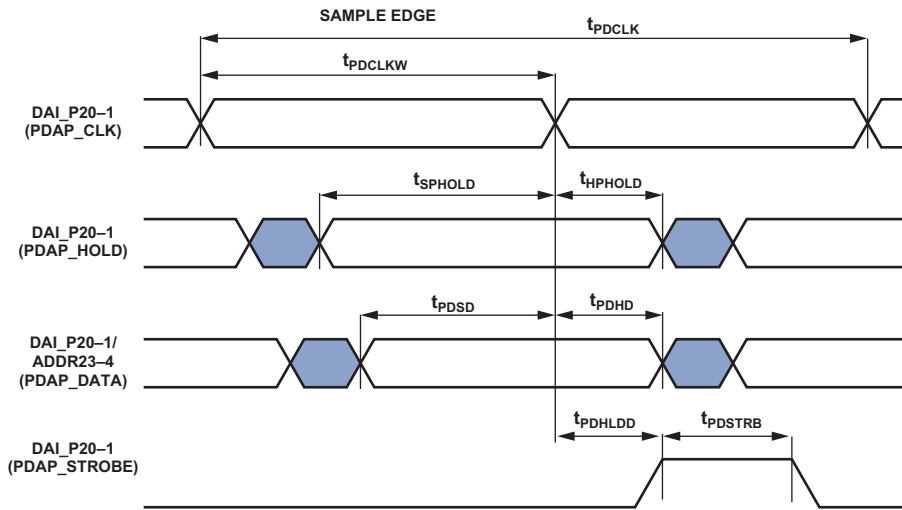 SAMPLE EDGE
tPDCLK
tPDCLKW
DAI_P20–1
(PDAP_CLK)
tSPHOLD
tHPHOLD
DAI_P20–1
(PDAP_HOLD)
tPDSD
tPDHD
DAI_P20–1/
ADDR23–4
(PDAP_DATA)
tPDHLDD
tPDSTRB
DAI_P20–1
(PDAP_STROBE)